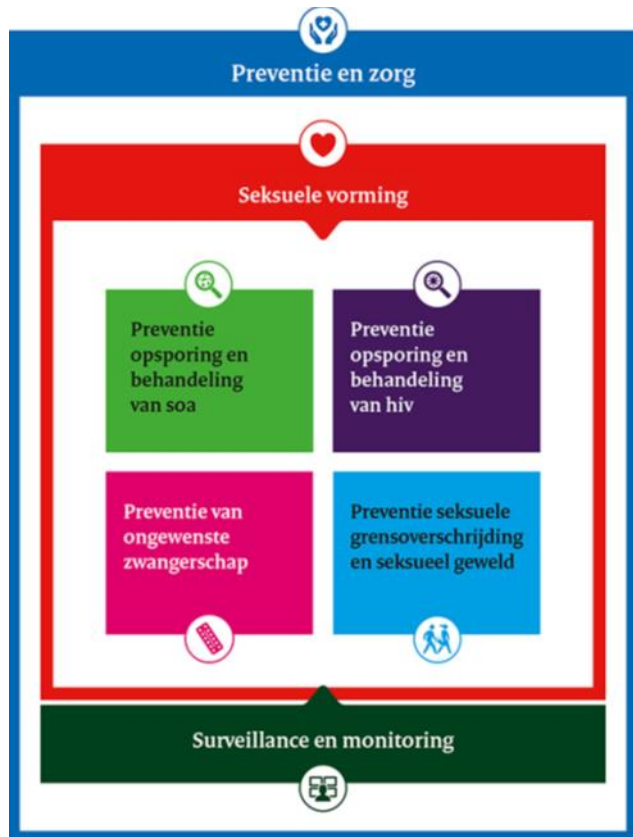 Preventie en zorg
Seksuele vorming
Preventie
opsporing en
behandeling
van soa
Preventie
opsporing en
behandeling
van hiv
Preventie van
ongewenste
zwangerschap
Preventie seksuele
grensoverschrijding
en seksueel geweld
Surveillance en monitoring